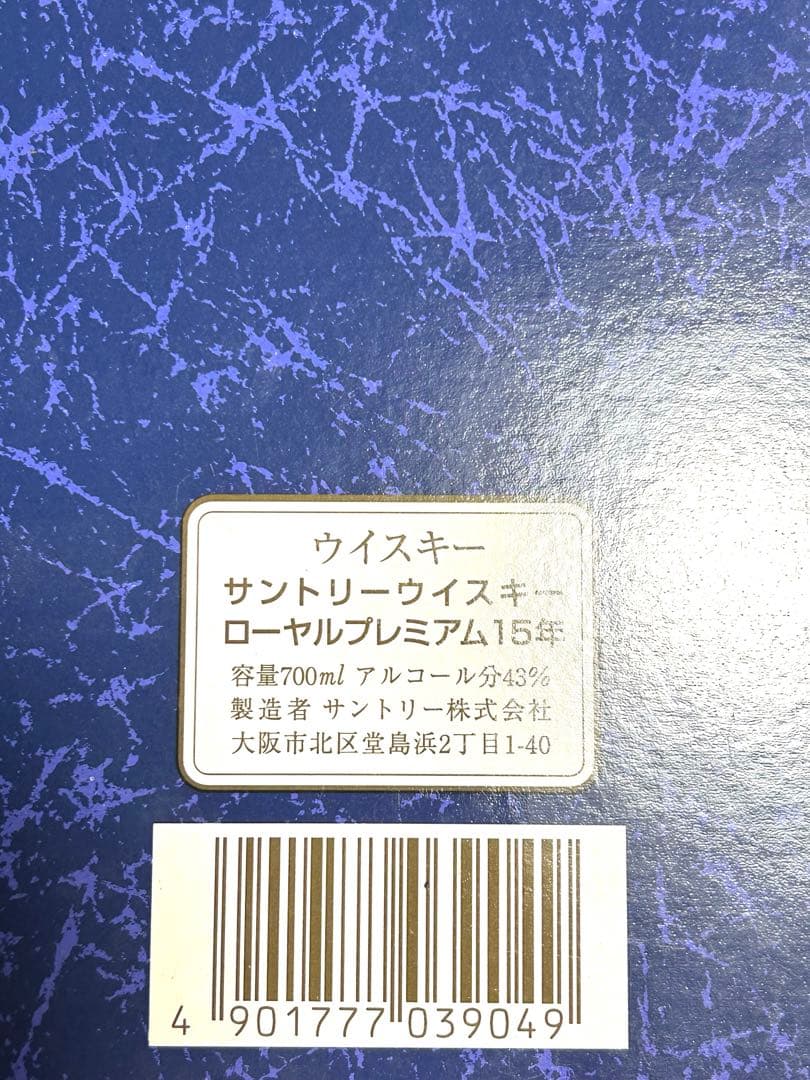 ウイスキー
サントリーウイスキー
ローヤルプレミアム15年
容量700ml アルコール分43%
製造者 サントリー株式会社
大阪市北区堂島浜2丁目1-40
4 901777 039049